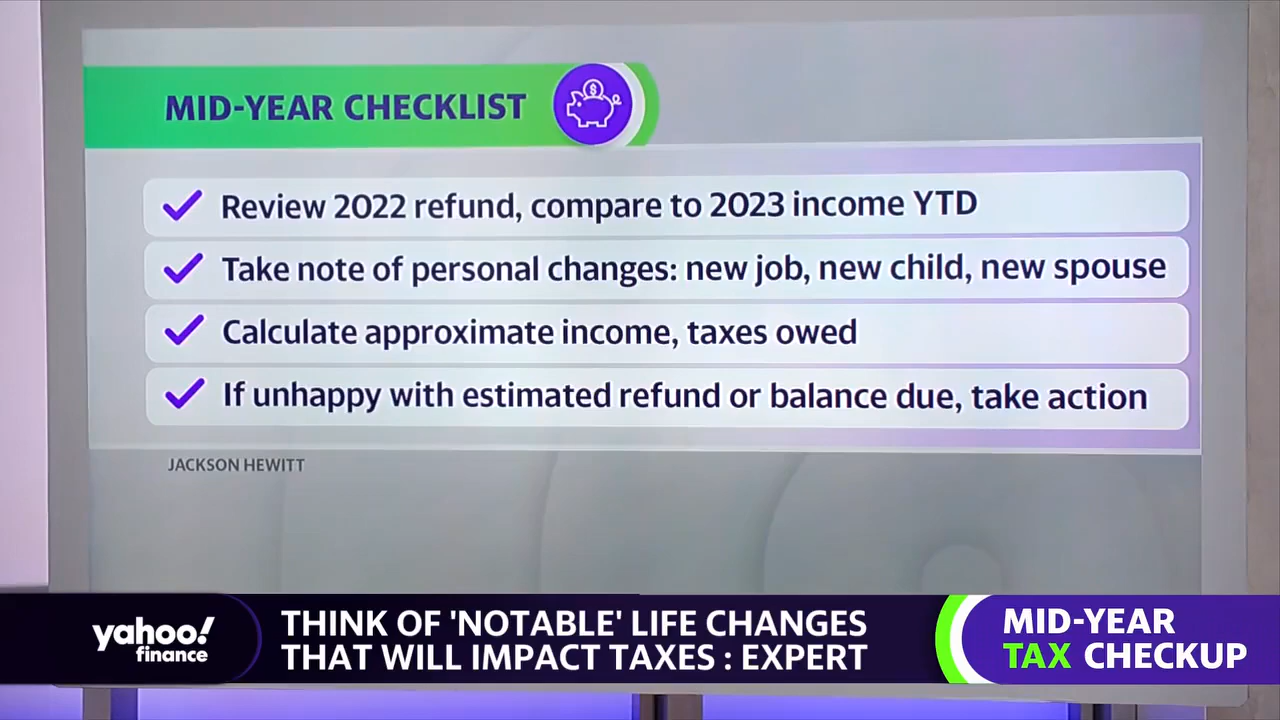 MID-YEAR CHECKLIST
$
Review 2022 refund, compare to 2023 income YTD
Take note of personal changes: new job, new child, new spouse
Calculate approximate income, taxes owed
If unhappy with estimated refund or balance due, take action
JACKSON HEWITT
yahoo!
finance
THINK OF 'NOTABLE' LIFE CHANGES
THAT WILL IMPACT TAXES : EXPERT
MID-YEAR
TAX CHECKUP